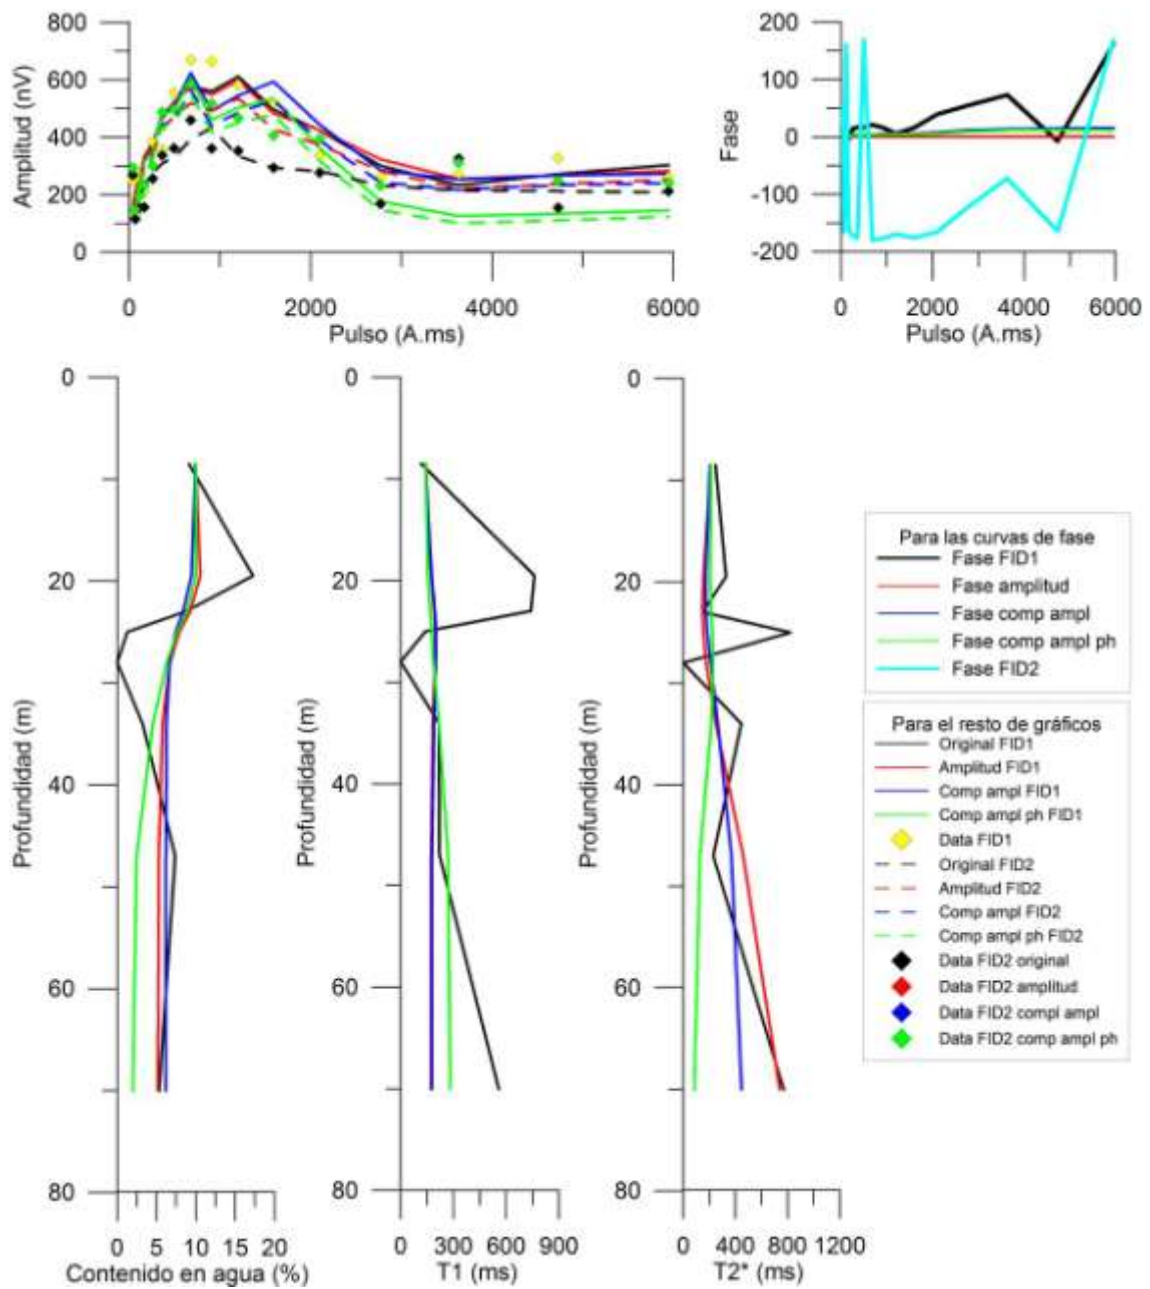 800
600
400
200
0
Amplitud (nV)
0 2000 4000 6000
Pulso (A.ms)
200
100
0
-100
-200
Fase
0 2000 4000 6000
Pulso (A.ms)
0
20
40
60
80
Profundidad (m)
0 5 10 15 20
Contenido en agua (%)
0
20
40
60
80
Profundidad (m)
0 300 600 900
T1 (ms)
0
20
40
60
80
Profundidad (m)
0 400 800 1200
T2* (ms)
Para las curvas de fase
Fase FID1
Fase amplitud
Fase comp ampl
Fase comp ampl ph
Fase FID2
Para el resto de gráficos
Original FID1
Amplitud FID1
Comp ampl FID1
Comp ampl ph FID1
Data FID1
Original FID2
Amplitud FID2
Comp ampl FID2
Comp ampl ph FID2
Data FID2 original
Data FID2 amplitud
Data FID2 compl ampl
Data FID2 comp ampl ph